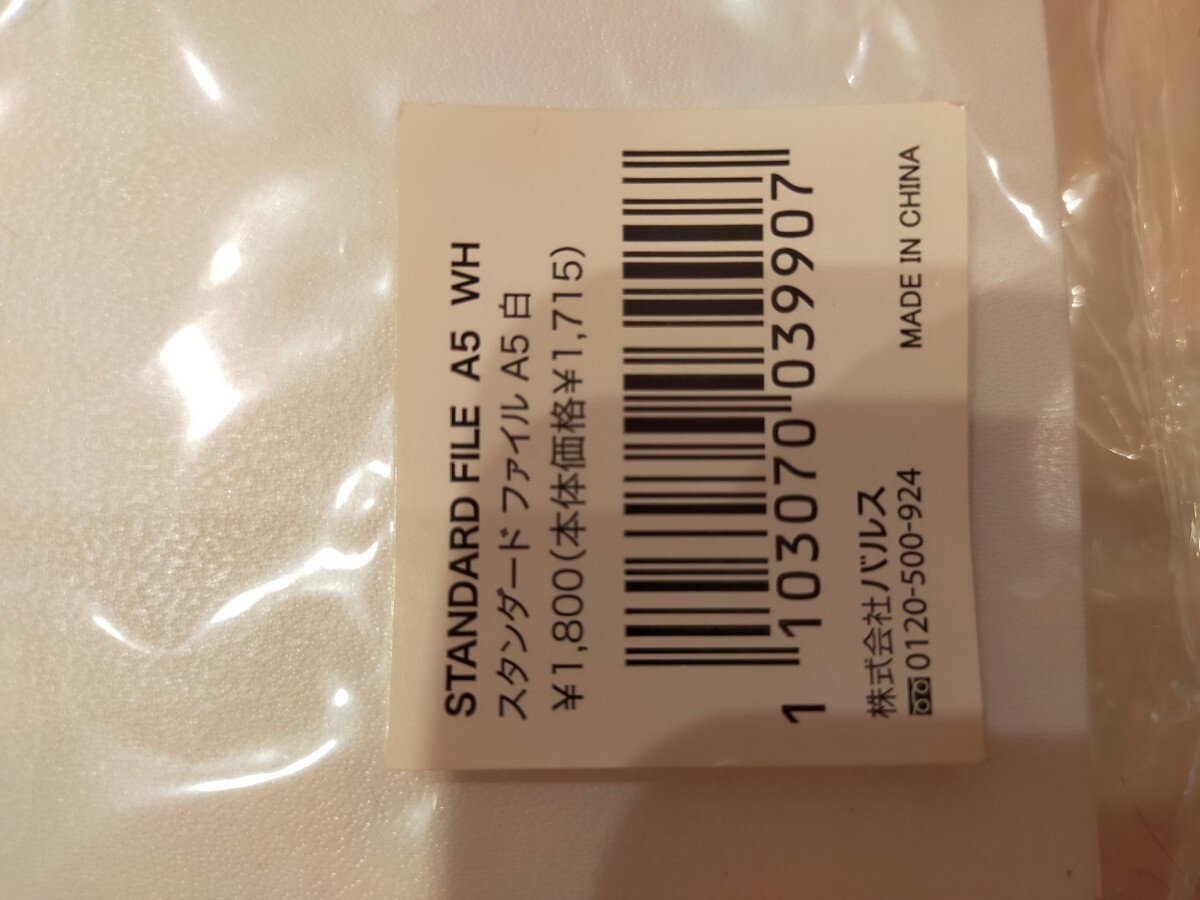 STANDARD FILE A5 WH
スタンダード ファイル A5 白
¥1,800(本体価格¥1,715)
1 103070 039907
株式会社バルス
0120-500-924 MADE IN CHINA